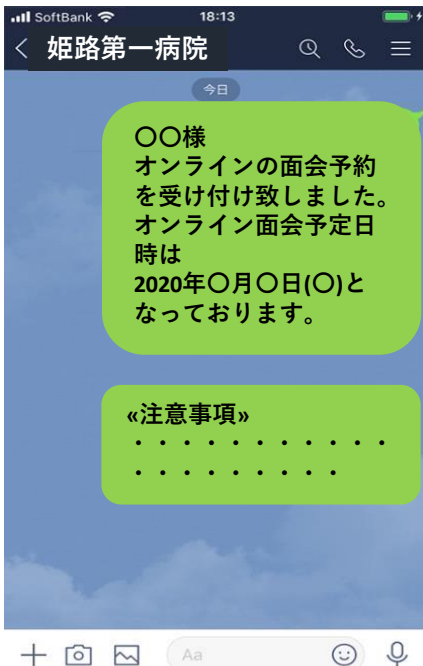 SoftBank 18:13
姫路第一病院
今日
〇〇様
オンラインの面会予約
を受け付け致しました。
オンライン面会予定日
時は
2020年〇月〇日(〇)と
なっております。
«注意事項»
・・・・・・・・・・・
・・・・・・・・・
Aa